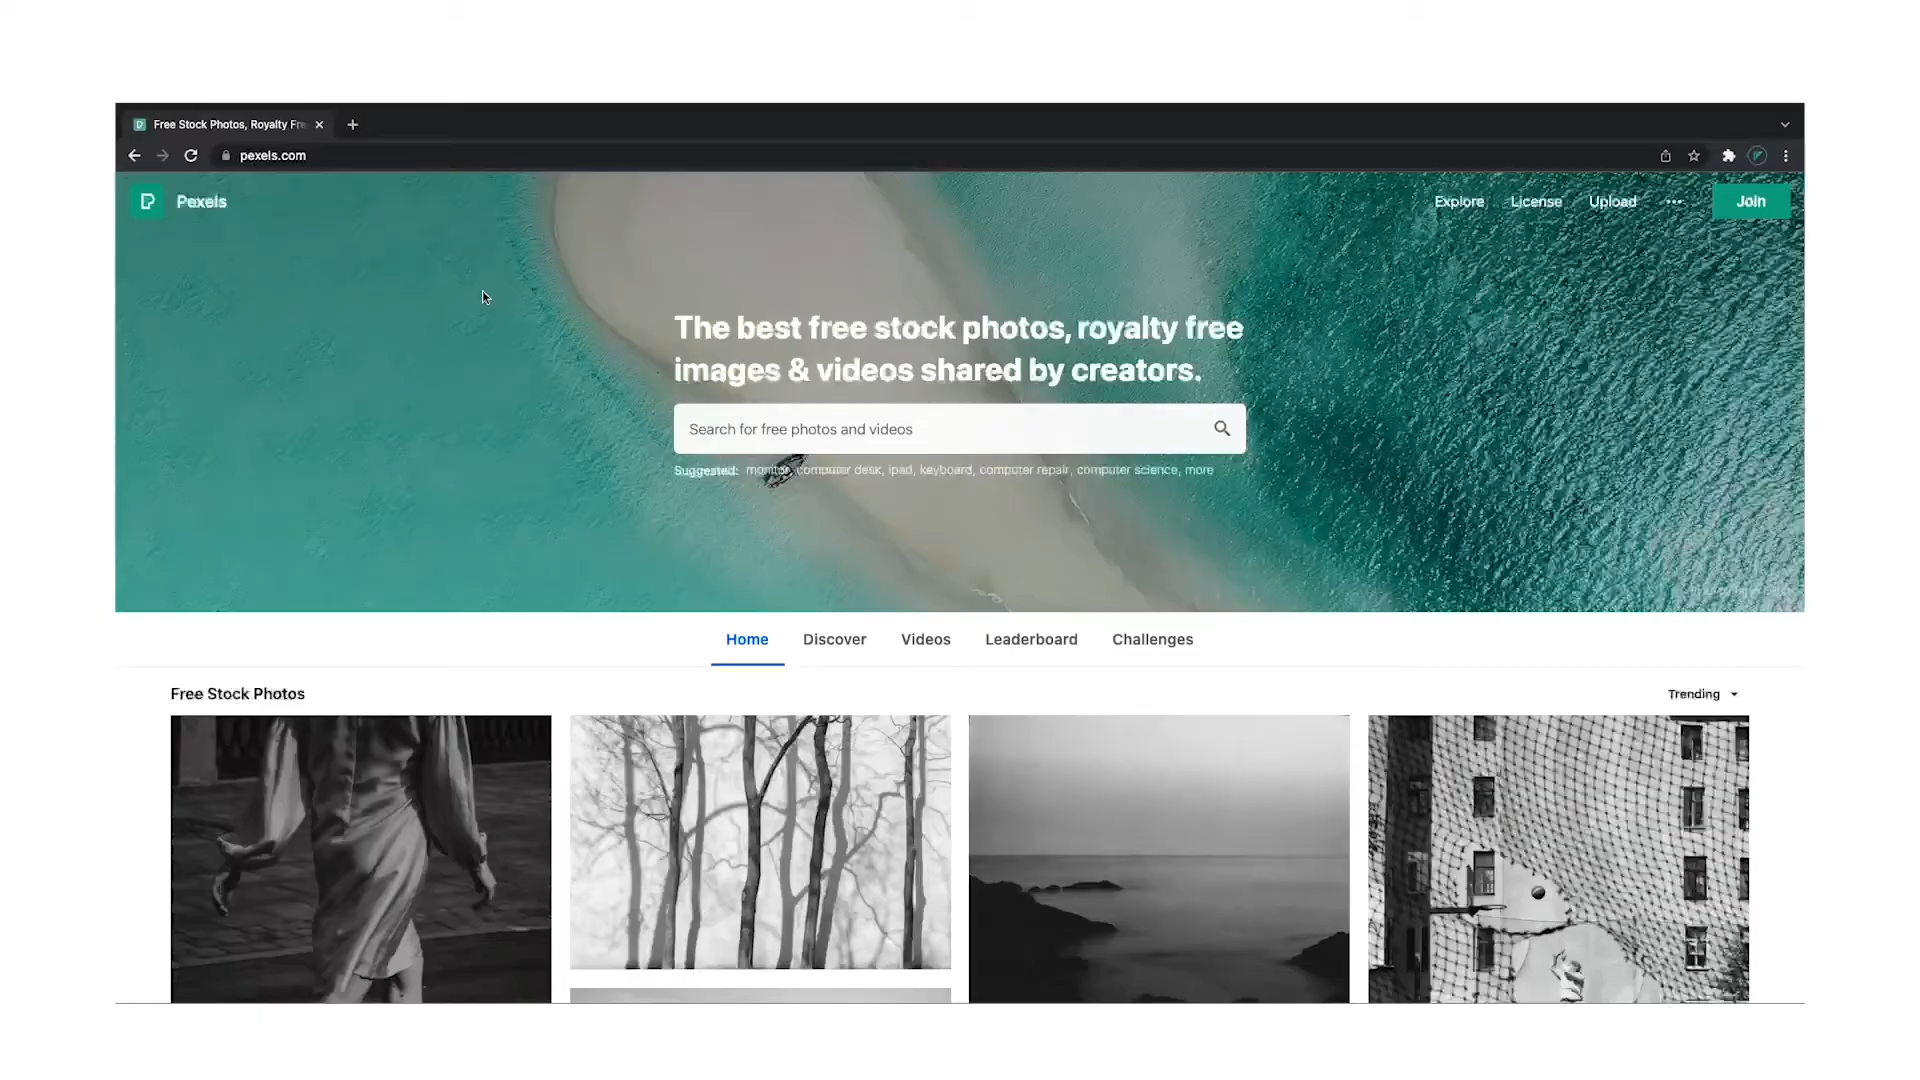 Free Stock Photos, Royalty Fre
pexels.com
Pexels
Explore License Upload ••• Join
The best free stock photos, royalty free
images & videos shared by creators.
Search for free photos and videos
Suggested: monitor, computer desk, ipad, keyboard, computer repair, computer science, more
Home Discover Videos Leaderboard Challenges
Free Stock Photos
Trending